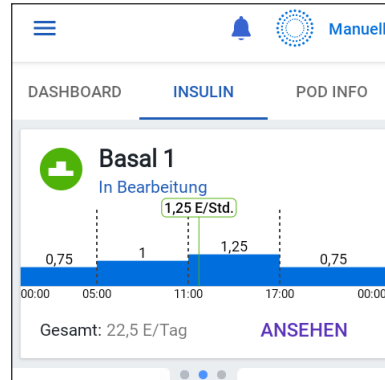 Manuell
DASHBOARD INSULIN POD INFO
Basal 1
In Bearbeitung
1,25 E/Std.
0,75 1 1,25 0,75
00:00 05:00 11:00 17:00 00:00
Gesamt: 22,5 E/Tag ANSEHEN